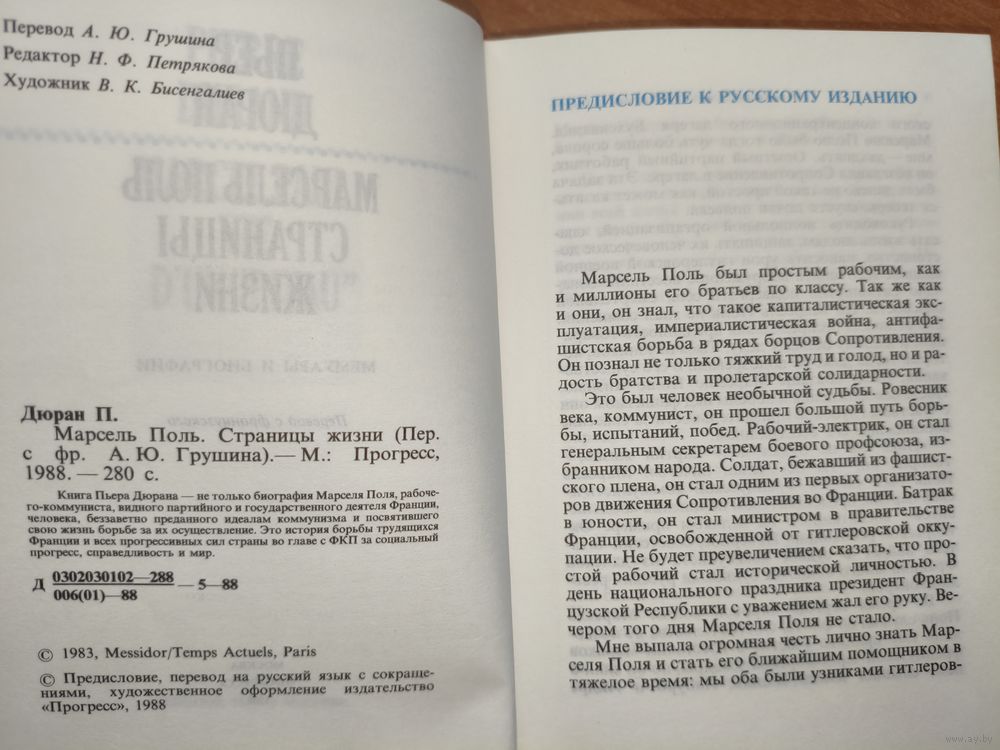 Перевод А. Ю. Грушина
Редактор Н. Ф. Петрякова
Художник В. К. Бисенгалиев
Дюран П.
Марсель Поль. Страницы жизни (Пер.
с фр. А. Ю. Грушина).— М.: Прогресс,
1988. — 280 с.
Книга Пьера Дюрана — не только биография Марселя Поля, рабоче-
го-коммуниста, видного партийного и государственного деятеля Франции,
человека, беззаветно преданного идеалам коммунизма и посвятившего
свою жизнь борьбе за их осуществление. Это история борьбы трудящихся
Франции и всех прогрессивных сил страны во главе с ФКП за социальный
прогресс, справедливость и мир.
Д 0302030102—288 — 5—88
006(01)—88
© 1983, Messidor/Temps Actuels, Paris
© Предисловие, перевод на русский язык с сокраще-
ниями, художественное оформление издательство
«Прогресс», 1988
ПРЕДИСЛОВИЕ К РУССКОМУ ИЗДАНИЮ
Марсель Поль был простым рабочим, как
и миллионы его братьев по классу. Так же как
и они, он знал, что такое капиталистическая экс-
плуатация, империалистическая война, антифа-
шистская борьба в рядах борцов Сопротивления.
Он познал не только тяжкий труд и голод, но и ра-
дость братства и пролетарской солидарности.
Это был человек необычной судьбы. Ровесник
века, коммунист, он прошел большой путь борь-
бы, испытаний, побед. Рабочий-электрик, он стал
генеральным секретарем боевого профсоюза, из-
бранником народа. Солдат, бежавший из фашист-
ского плена, он стал одним из первых организато-
ров движения Сопротивления во Франции. Батрак
в юности, он стал министром в правительстве
Франции, освобожденной от гитлеровской окку-
пации. Не будет преувеличением сказать, что про-
стой рабочий стал исторической личностью. В
день национального праздника президент Фран-
цузской Республики с уважением жал его руку. Ве-
чером того дня Марселя Поля не стало.
Мне выпала огромная честь лично знать Мар-
селя Поля и стать его ближайшим помощником в
тяжелое время: мы оба были узниками гитлеров-
www.ay.by